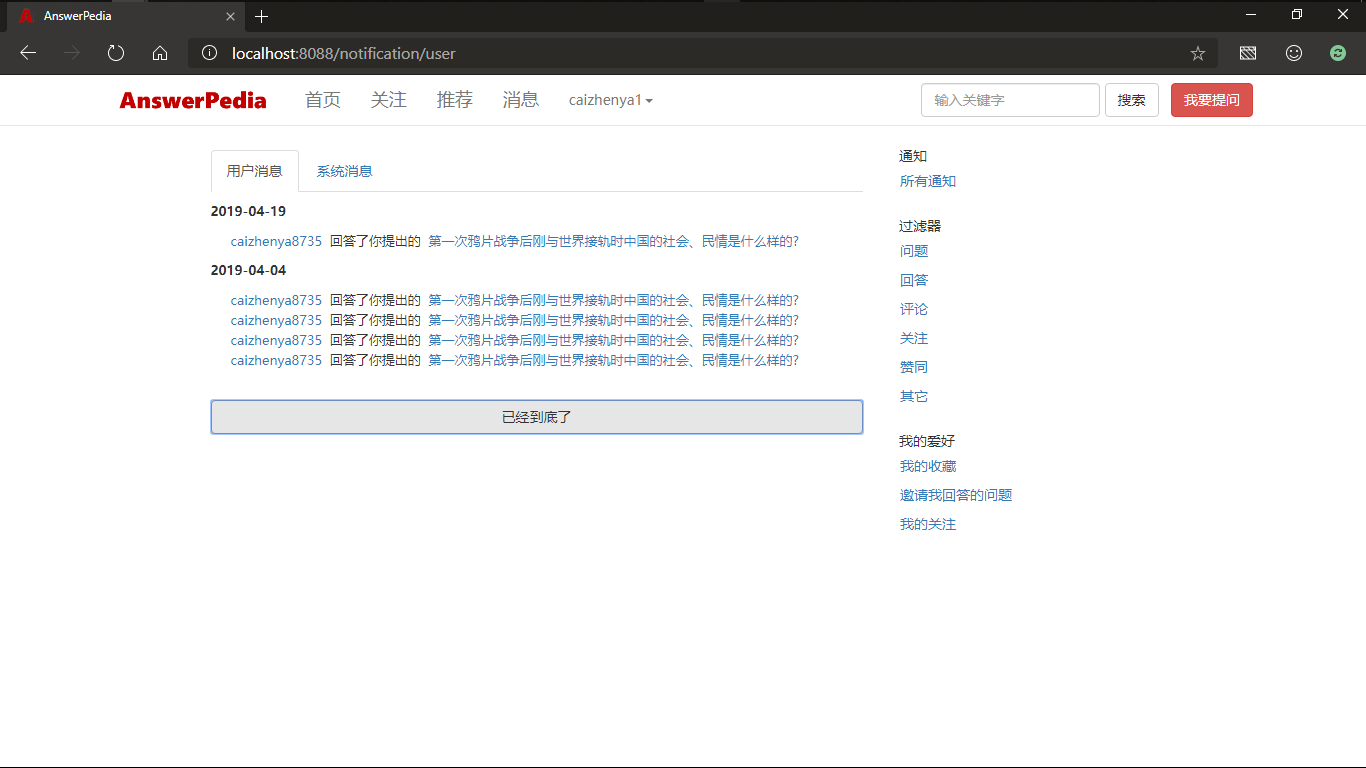 AnswerPedia
localhost:8088/notification/user
AnswerPedia 首页 关注 推荐 消息 caizhenya1 输入关键字 搜索 我要提问
用户消息 系统消息
2019-04-19
caizhenya8735 回答了你提出的 第一次鸦片战争后刚与世界接轨时中国的社会、民情是什么样的?
2019-04-04
caizhenya8735 回答了你提出的 第一次鸦片战争后刚与世界接轨时中国的社会、民情是什么样的?
caizhenya8735 回答了你提出的 第一次鸦片战争后刚与世界接轨时中国的社会、民情是什么样的?
caizhenya8735 回答了你提出的 第一次鸦片战争后刚与世界接轨时中国的社会、民情是什么样的?
caizhenya8735 回答了你提出的 第一次鸦片战争后刚与世界接轨时中国的社会、民情是什么样的?
已经到底了
通知
所有通知
过滤器
问题
回答
评论
关注
赞同
其它
我的爱好
我的收藏
邀请我回答的问题
我的关注